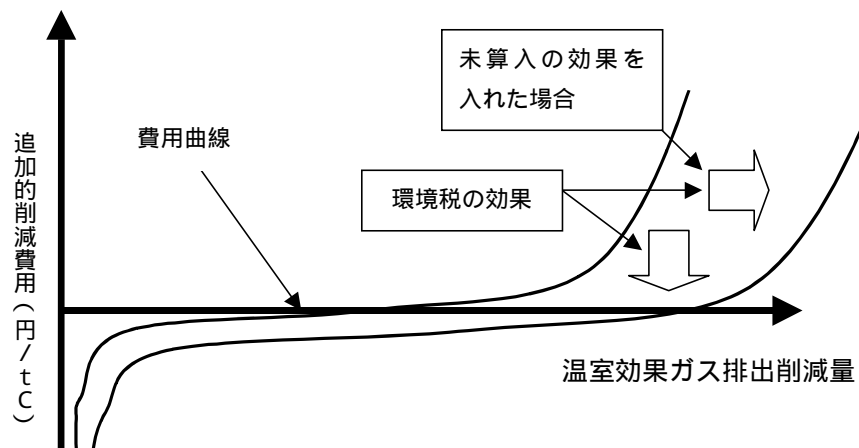 未算入の効果を
入れた場合
費用曲線
環境税の効果
追加的削減費用(円/tC)
温室効果ガス排出削減量